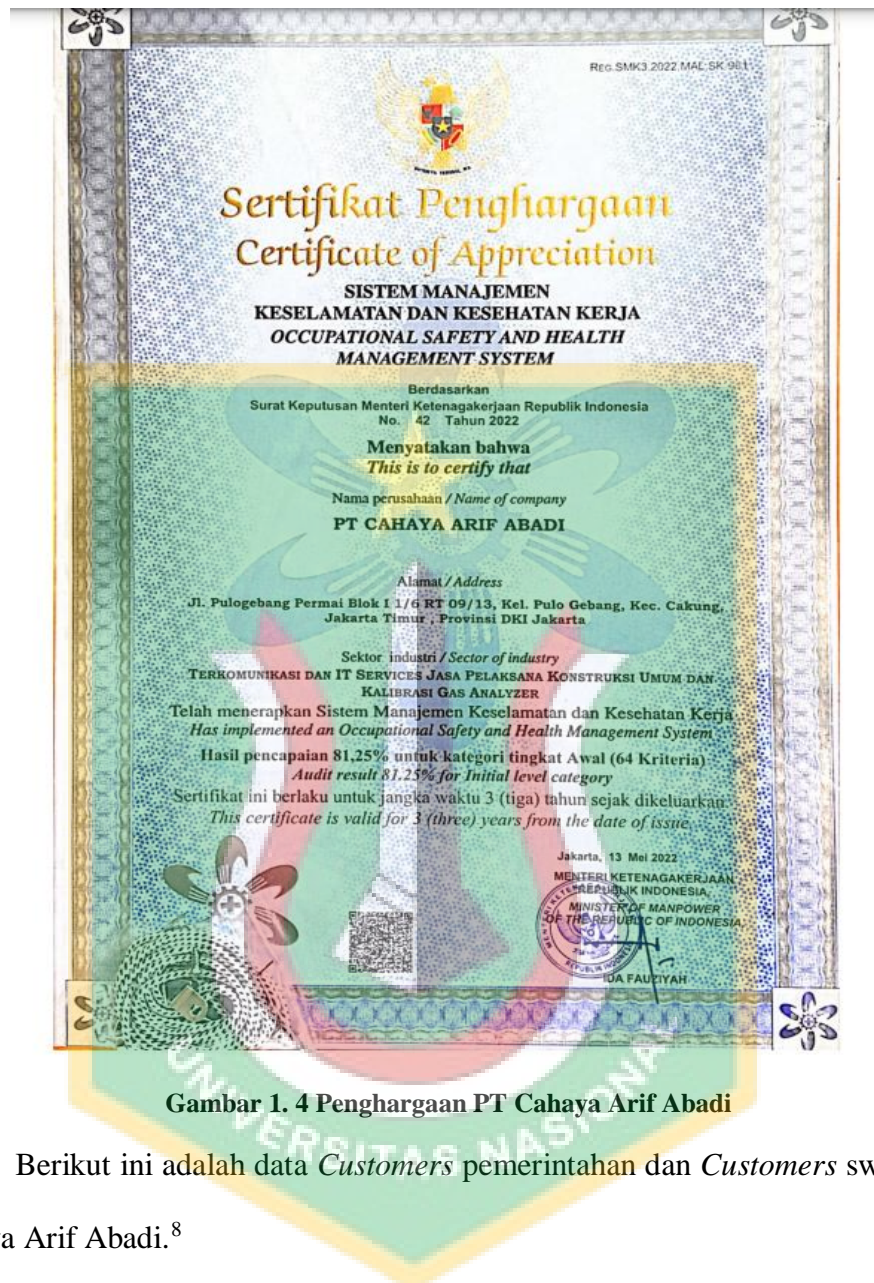 REG.SMK3.2022.MAL.SK.961
Sertifikat Penghargaan
Certificate of Appreciation
SISTEM MANAJEMEN
KESELAMATAN DAN KESEHATAN KERJA
OCCUPATIONAL SAFETY AND HEALTH
MANAGEMENT SYSTEM
Berdasarkan
Surat Keputusan Menteri Ketenagakerjaan Republik Indonesia
No. 42 Tahun 2022
Menyatakan bahwa
This is to certify that
Nama perusahaan / Name of company
PT CAHAYA ARIF ABADI
Alamat / Address
Jl. Pulogebang Permai Blok I 1/6 RT 09/13, Kel. Pulo Gebang, Kec. Cakung,
Jakarta Timur , Provinsi DKI Jakarta
Sektor industri / Sector of industry
TERKOMUNIKASI DAN IT SERVICES JASA PELAKSANA KONSTRUKSI UMUM DAN
KALIBRASI GAS ANALYZER
Telah menerapkan Sistem Manajemen Keselamatan dan Kesehatan Kerja
Has implemented an Occupational Safety and Health Management System
Hasil pencapaian 81,25% untuk kategori tingkat Awal (64 Kriteria)
Audit result 81.25% for Initial level category
Sertifikat ini berlaku untuk jangka waktu 3 (tiga) tahun sejak dikeluarkan.
This certificate is valid for 3 (three) years from the date of issue.
Jakarta, 13 Mei 2022
MENTERI KETENAGAKERJAAN
REPUBLIK INDONESIA,
MINISTER OF MANPOWER
OF THE REPUBLIC OF INDONESIA
IDA FAUZIYAH
UNIVERSITAS NASIONAL
Gambar 1. 4 Penghargaan PT Cahaya Arif Abadi
Berikut ini adalah data Customers pemerintahan dan Customers sw
a Arif Abadi.8